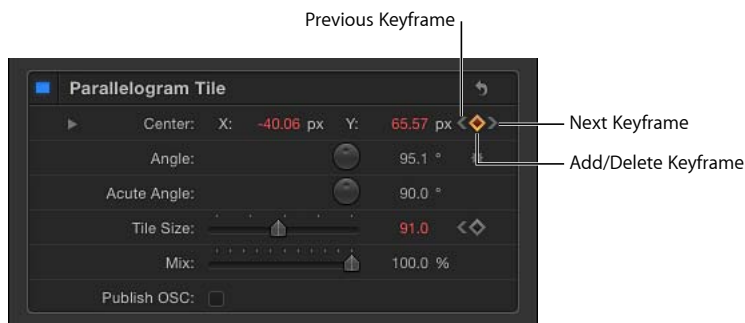 Previous Keyframe
Parallelogram Tile
Center: X: -40.06 px Y: 65.57 px
Next Keyframe
Angle: 95.1 °
Add/Delete Keyframe
Acute Angle: 90.0 °
Tile Size: 91.0
Mix: 100.0 %
Publish OSC: